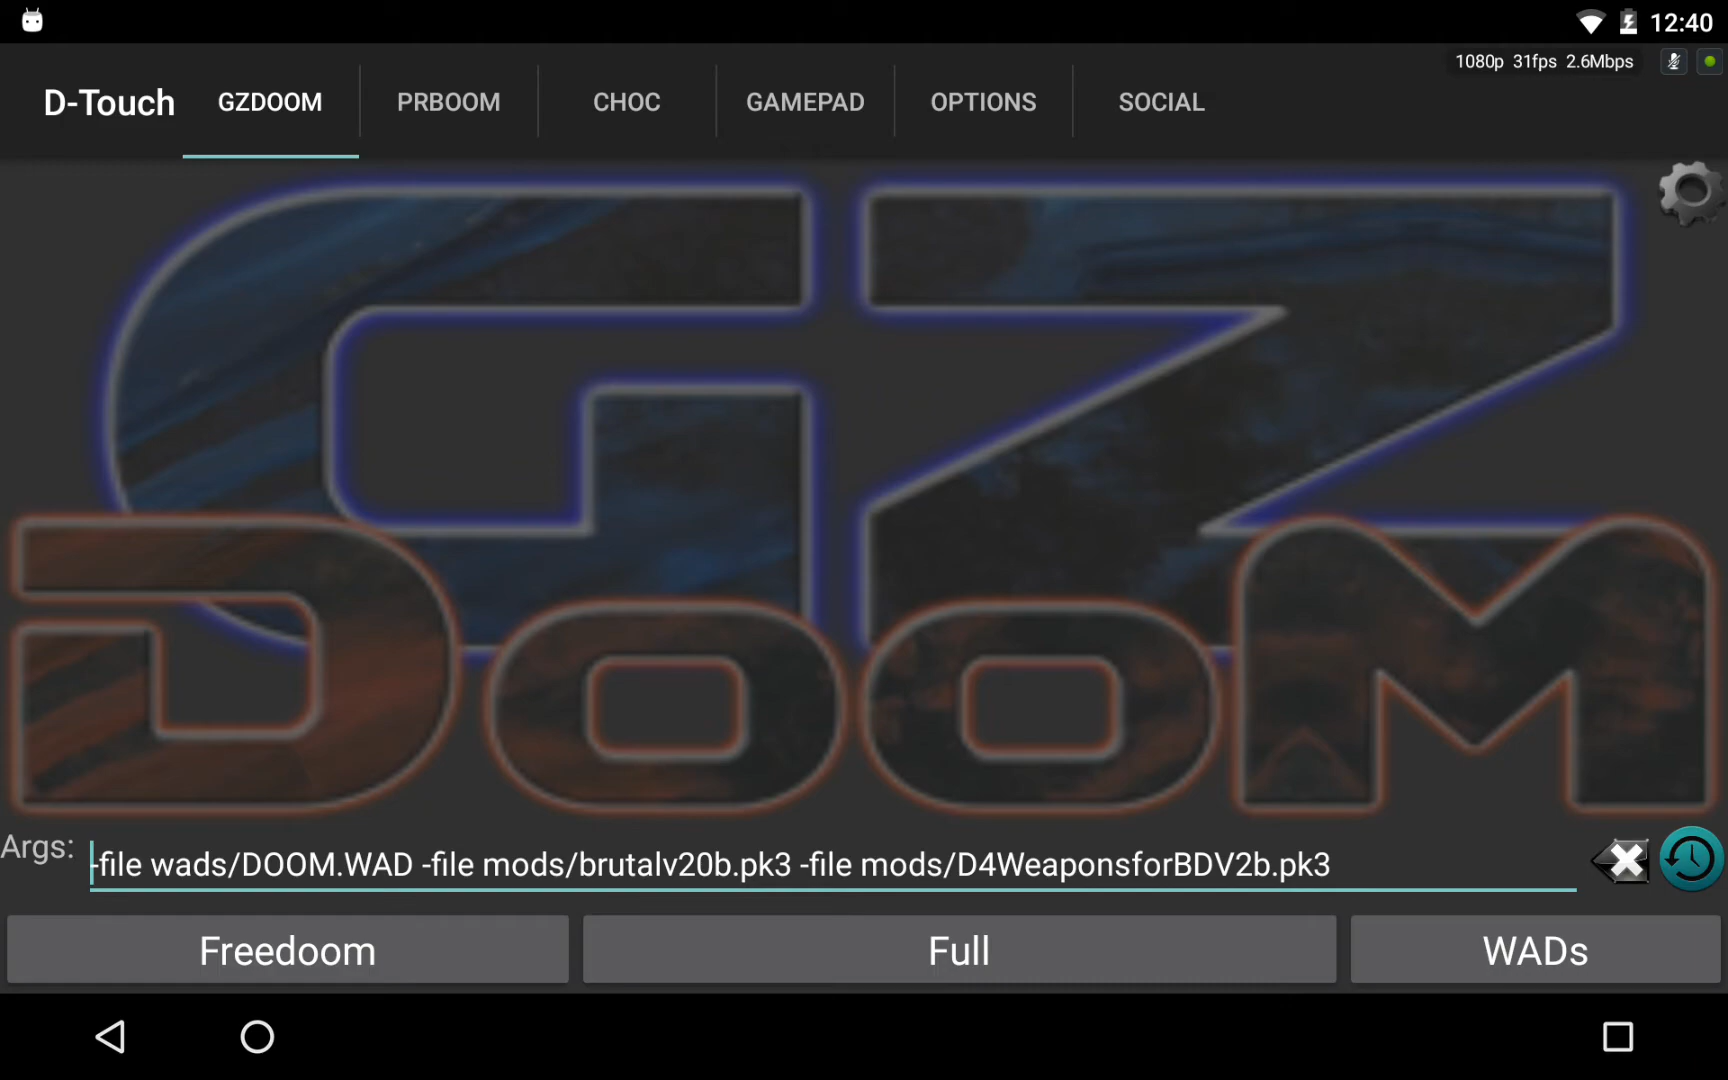 12:40
1080p 31fps 2.6Mbps
D-Touch GZDOOM PRBOOM CHOC GAMEPAD OPTIONS SOCIAL
GZ
DOOM
Args: -file wads/DOOM.WAD -file mods/brutalv20b.pk3 -file mods/D4WeaponsforBDV2b.pk3
Freedoom Full WADs